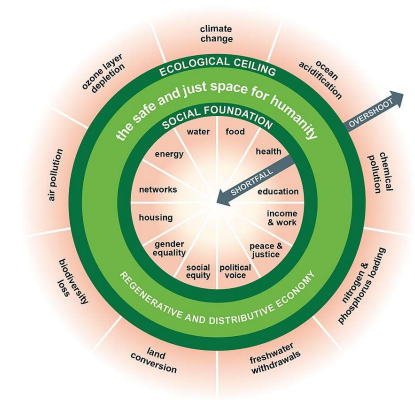 climate
change
ozone layer
depletion
ocean
acidification
ECOLOGICAL CEILING
the safe and just space for humanity
OVERSHOOT
SOCIAL FOUNDATION
water
food
energy
health
SHORTFALL
air pollution
chemical
pollution
networks
education
housing
income
& work
gender
equality
peace &
justice
social
equity
political
voice
biodiversity
loss
nitrogen &
phosphorus loading
REGENERATIVE AND DISTRIBUTIVE ECONOMY
land
conversion
freshwater
withdrawals